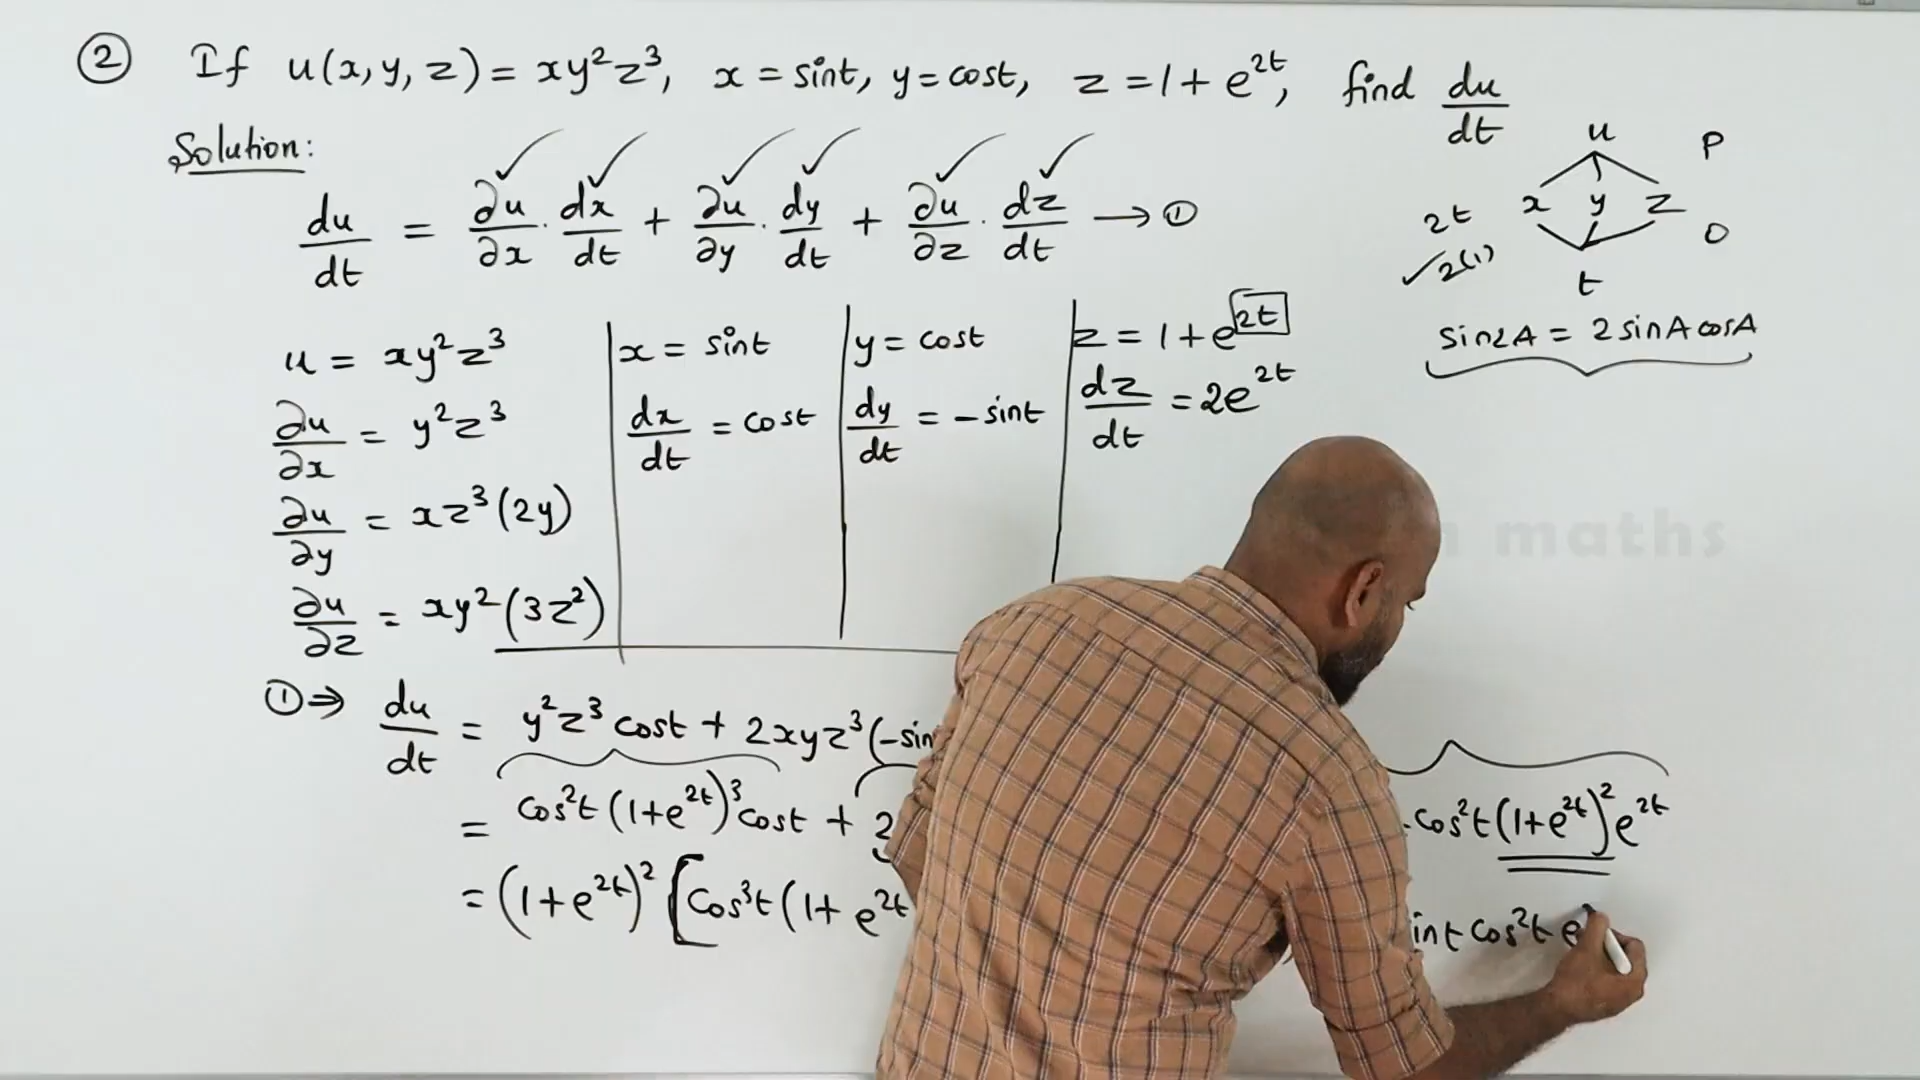 ② If u(x, y, z) = xy²z³, x = sint, y = cost, z = 1 + e^{2t}, find du/dt
Solution:
du/dt = ∂u/∂x · dx/dt + ∂u/∂y · dy/dt + ∂u/∂z · dz/dt → ①
u P
x y z O
t
2t
✓2(1)
sin2A = 2 sinA cosA
u = xy²z³
∂u/∂x = y²z³
∂u/∂y = xz³(2y)
∂u/∂z = xy²(3z²)
x = sint
dx/dt = cost
y = cost
dy/dt = -sint
z = 1 + e^{2t}
dz/dt = 2e^{2t}
① ⇒ du/dt = y²z³ cost + 2xyz³(-sin
= cos²t (1+e^{2t})³ cost + 2 cos²t (1+e^{2t})² e^{2t}
= (1+e^{2t})² [cos³t (1+ e^{2t} int cos²t e
maths